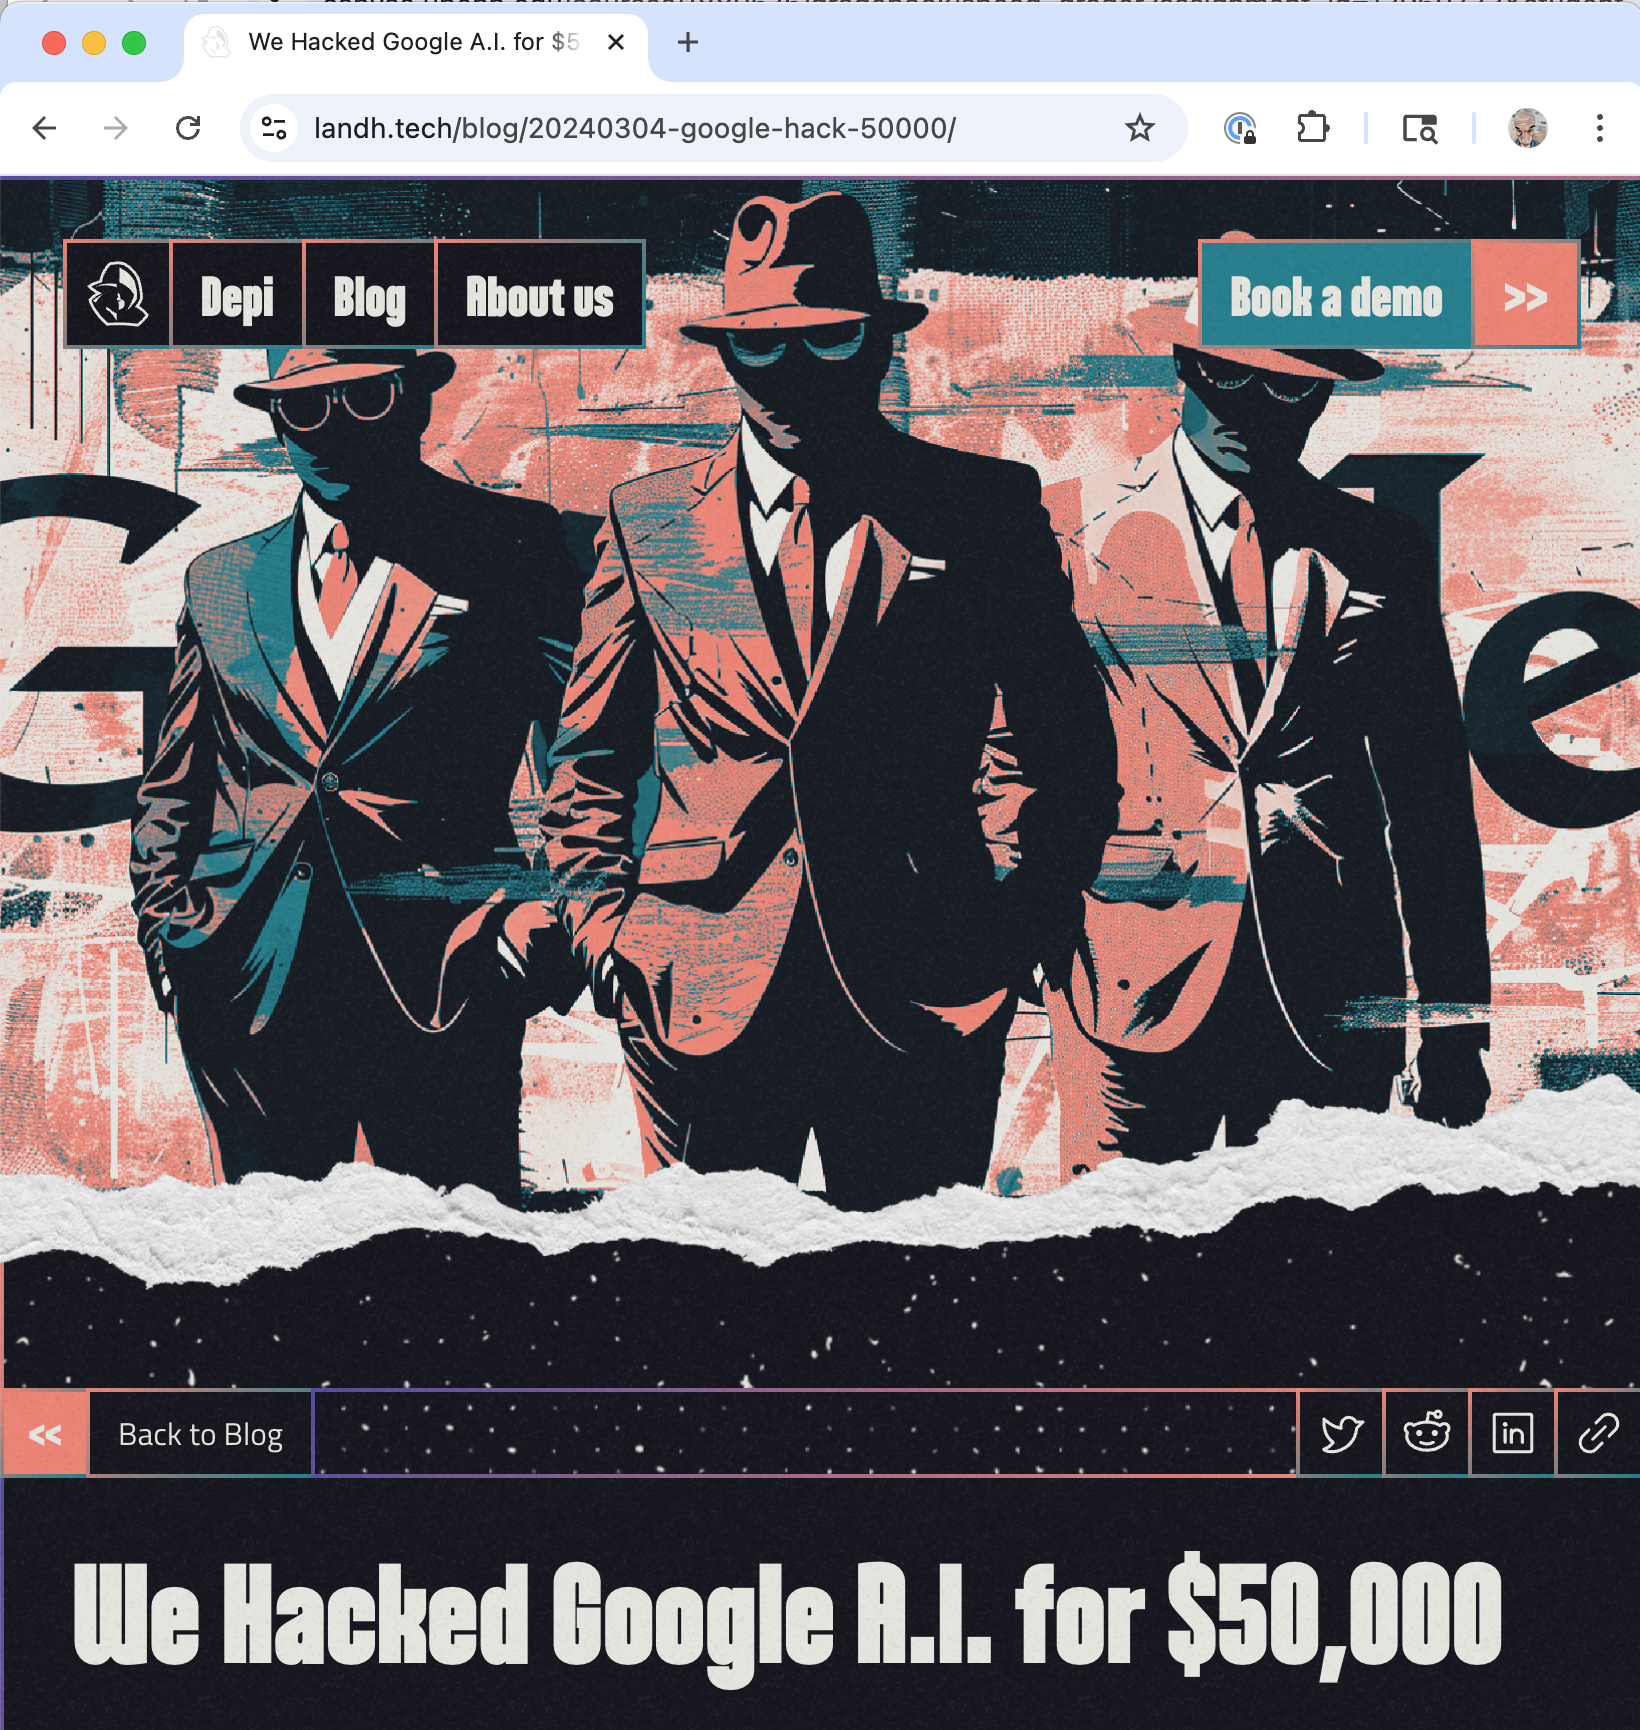 We Hacked Google A.I. for $5
landh.tech/blog/20240304-google-hack-50000/
Depi
Blog
About us
Book a demo
>>
G
l
e
<<
Back to Blog
in
We Hacked Google A.I. for $50,000